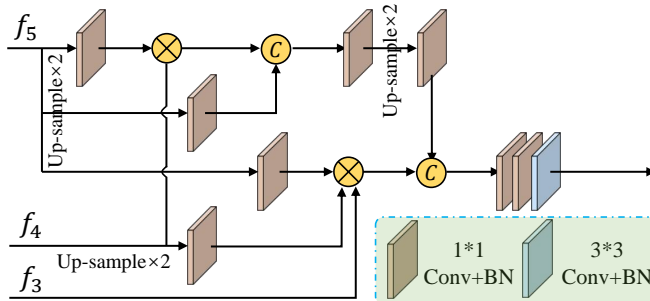 f5
C
Up-sample×2
Up-sample×2
C
f4
Up-sample×2
f3
1*1
Conv+BN
3*3
Conv+BN